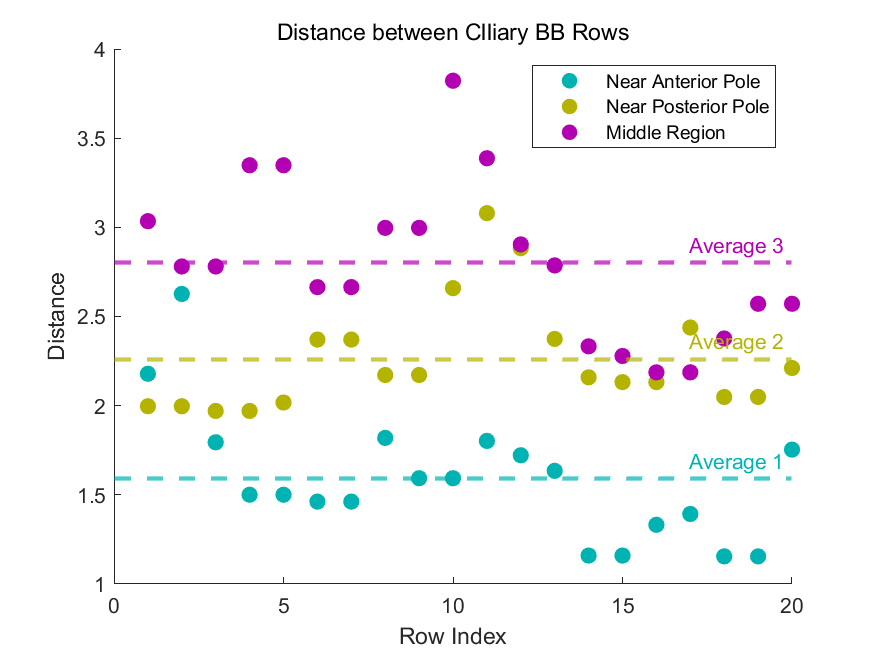 Distance between CIliary BB Rows
4
3.5
3
2.5
2
1.5
1
Distance
Near Anterior Pole
Near Posterior Pole
Middle Region
Average 3
Average 2
Average 1
0
5
10
15
20
Row Index